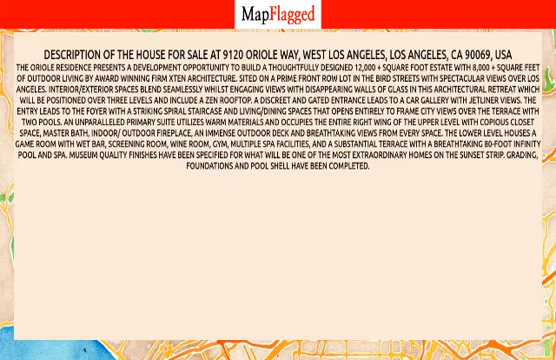 MapFlagged
DESCRIPTION OF THE HOUSE FOR SALE AT 9120 ORIOLE WAY, WEST LOS ANGELES, LOS ANGELES, CA 90069, USA
THE ORIOLE RESIDENCE PRESENTS A DEVELOPMENT OPPORTUNITY TO BUILD A THOUGHTFULLY DESIGNED 12,000 + SQUARE FOOT ESTATE WITH 8,000 + SQUARE FEET
OF OUTDOOR LIVING BY AWARD WINNING FIRM XTEN ARCHITECTURE. SITED ON A PRIME FRONT ROW LOT IN THE BIRD STREETS WITH SPECTACULAR VIEWS OVER LOS
ANGELES. INTERIOR/EXTERIOR SPACES BLEND SEAMLESSLY WHILST ENGAGING VIEWS WITH DISAPPEARING WALLS OF GLASS IN THIS ARCHITECTURAL RETREAT WHICH
WILL BE POSITIONED OVER THREE LEVELS AND INCLUDE A ZEN ROOFTOP. A DISCREET AND GATED ENTRANCE LEADS TO A CAR GALLERY WITH JETLINER VIEWS. THE
ENTRY LEADS TO THE FOYER WITH A STRIKING SPIRAL STAIRCASE AND LIVING/DINING SPACES THAT OPENS ENTIRELY TO FRAME CITY VIEWS OVER THE TERRACE WITH
TWO POOLS. AN UNPARALLELED PRIMARY SUITE UTILIZES WARM MATERIALS AND OCCUPIES THE ENTIRE RIGHT WING OF THE UPPER LEVEL WITH COPIOUS CLOSET
SPACE, MASTER BATH, INDOOR/ OUTDOOR FIREPLACE, AN IMMENSE OUTDOOR DECK AND BREATHTAKING VIEWS FROM EVERY SPACE. THE LOWER LEVEL HOUSES A
GAME ROOM WITH WET BAR, SCREENING ROOM, WINE ROOM, GYM, MULTIPLE SPA FACILITIES, AND A SUBSTANTIAL TERRACE WITH A BREATHTAKING 80-FOOT INFINITY
POOL AND SPA. MUSEUM QUALITY FINISHES HAVE BEEN SPECIFIED FOR WHAT WILL BE ONE OF THE MOST EXTRAORDINARY HOMES ON THE SUNSET STRIP. GRADING,
FOUNDATIONS AND POOL SHELL HAVE BEEN COMPLETED.